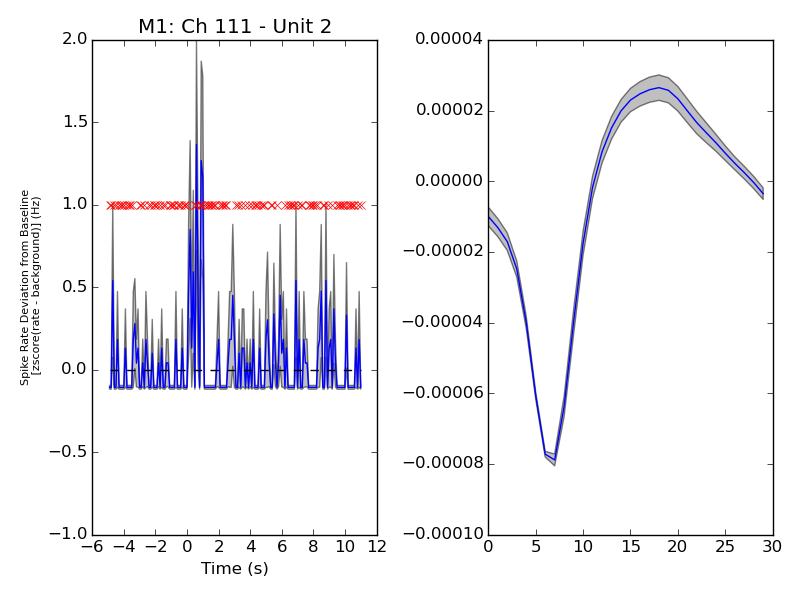 M1: Ch 111 - Unit 2
2.0
1.5
1.0
0.5
0.0
−0.5
−1.0
Spike Rate Deviation from Baseline
[zscore(rate - background)] (Hz)
−6 −4 −2 0 2 4 6 8 10 12
Time (s)
0.00004
0.00002
0.00000
−0.00002
−0.00004
−0.00006
−0.00008
−0.00010
0 5 10 15 20 25 30